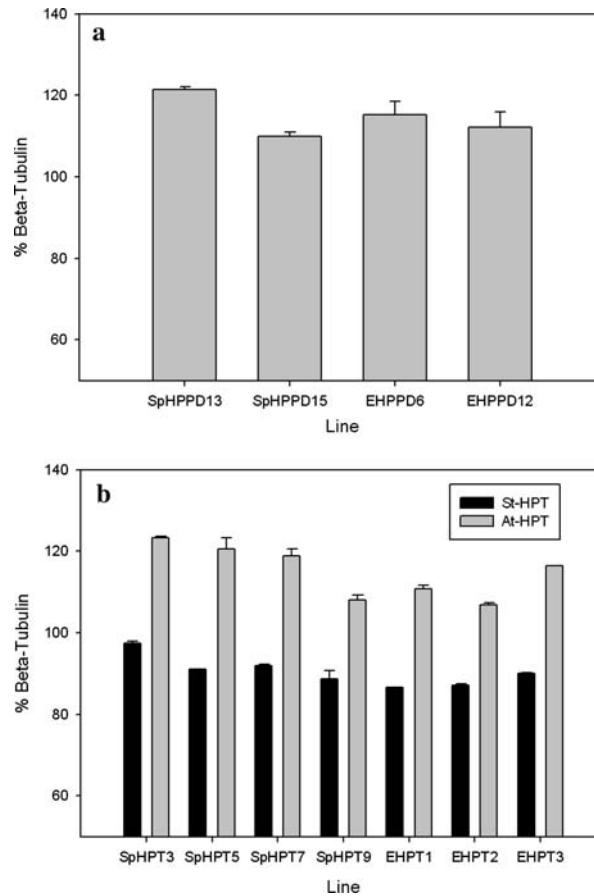 a
140
120
100
80
60
% Beta-Tubulin
SpHPPD13 SpHPPD15 EHPPD6 EHPPD12
Line
b
St-HPT
At-HPT
140
120
100
80
60
% Beta-Tubulin
SpHPT3 SpHPT5 SpHPT7 SpHPT9 EHPT1 EHPT2 EHPT3
Line